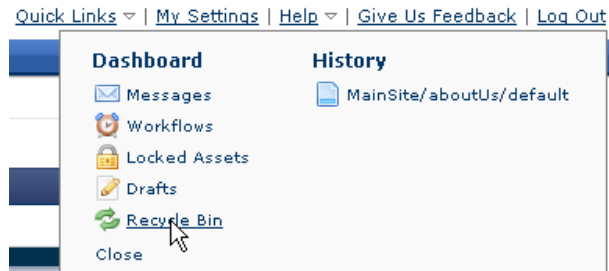 Quick Links ▽ | My Settings | Help ▽ | Give Us Feedback | Log Out
Dashboard
Messages
Workflows
Locked Assets
Drafts
Recycle Bin
Close
History
MainSite/aboutUs/default